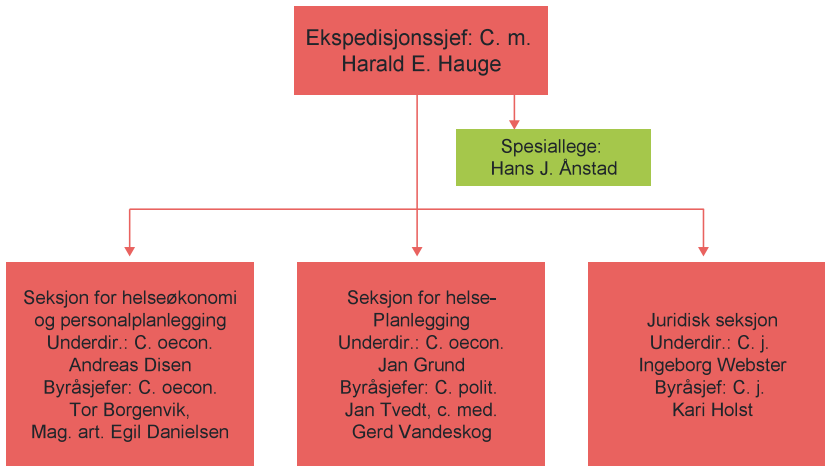 Ekspedisjonssjef: C. m.
Harald E. Hauge
Spesiallege:
Hans J. Ånstad
Seksjon for helseøkonomi
og personalplanlegging
Underdir.: C. oecon.
Andreas Disen
Byråsjefer: C. oecon.
Tor Borgenvik,
Mag. art. Egil Danielsen
Seksjon for helse-
Planlegging
Underdir.: C. oecon.
Jan Grund
Byråsjefer: C. polit.
Jan Tvedt, c. med.
Gerd Vandeskog
Juridisk seksjon
Underdir.: C. j.
Ingeborg Webster
Byråsjef: C. j.
Kari Holst